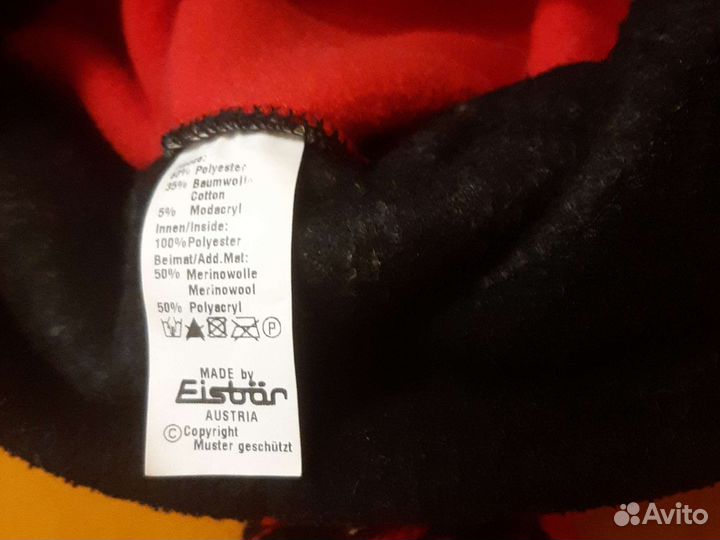 60% Polyester
35% Baumwolle
Cotton
5% Modacryl
Innen/Inside:
100%Polyester
Beimat/Add.Mat:
50% Merinowolle
Merinowool
50% Polyacryl
P
MADE by
Eisbär
AUSTRIA
© Copyright
Muster geschützt
Avito